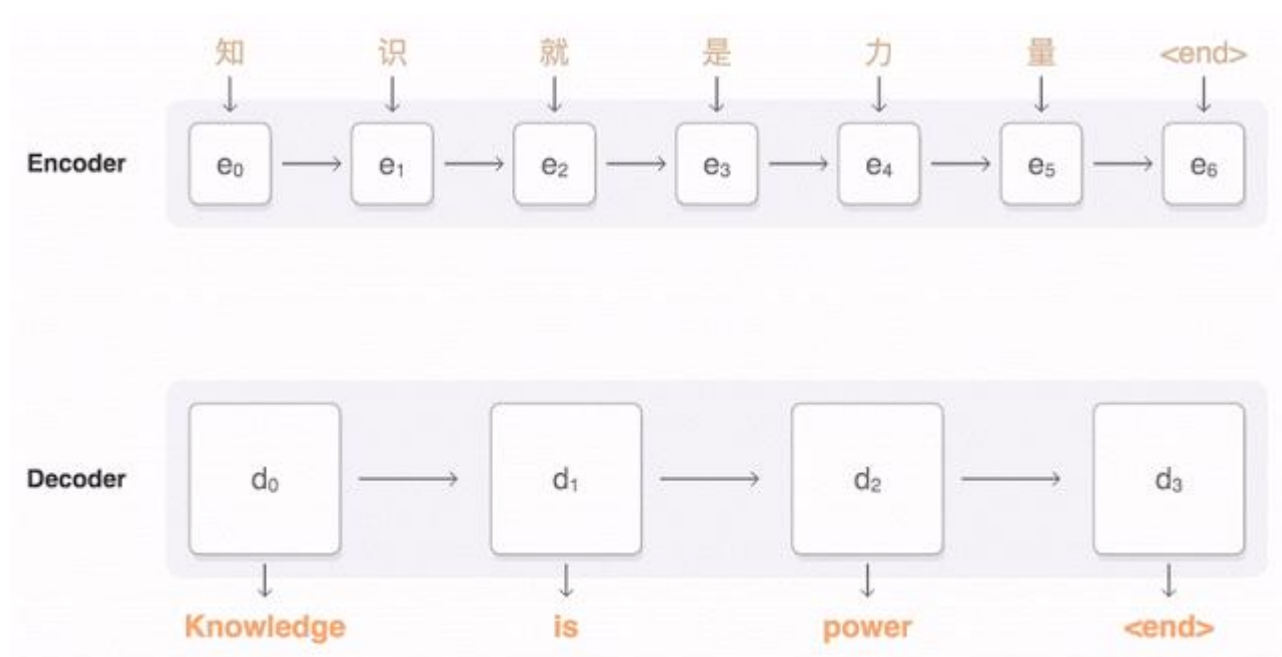 知 识 就 是 力 量 <end>
Encoder e₀ e₁ e₂ e₃ e₄ e₅ e₆
Decoder d₀ d₁ d₂ d₃
Knowledge is power <end>